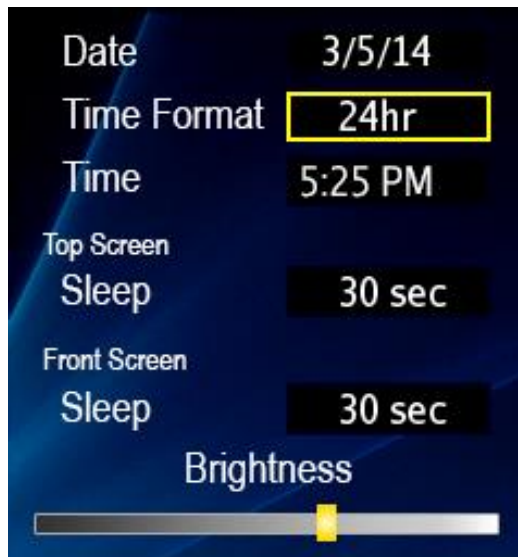 Date 3/5/14
Time Format 24hr
Time 5:25 PM
Top Screen
Sleep 30 sec
Front Screen
Sleep 30 sec
Brightness